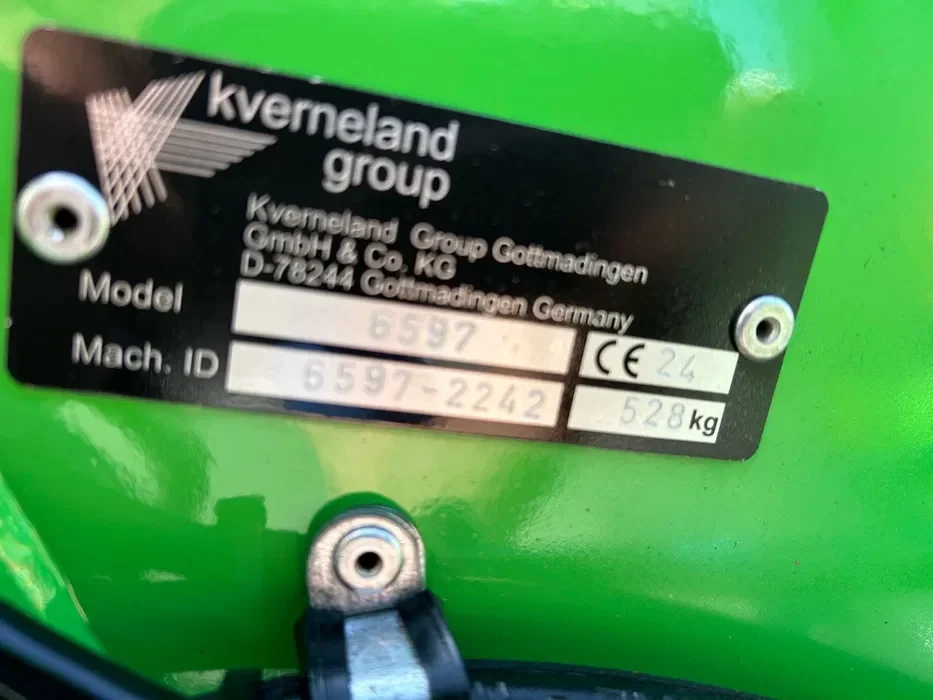 kverneland
group
Kverneland Group Gottmadingen
GmbH & Co. KG
D-78244 Gottmadingen Germany
Model 6597 CE 24
Mach. ID 6597-2242 528 kg